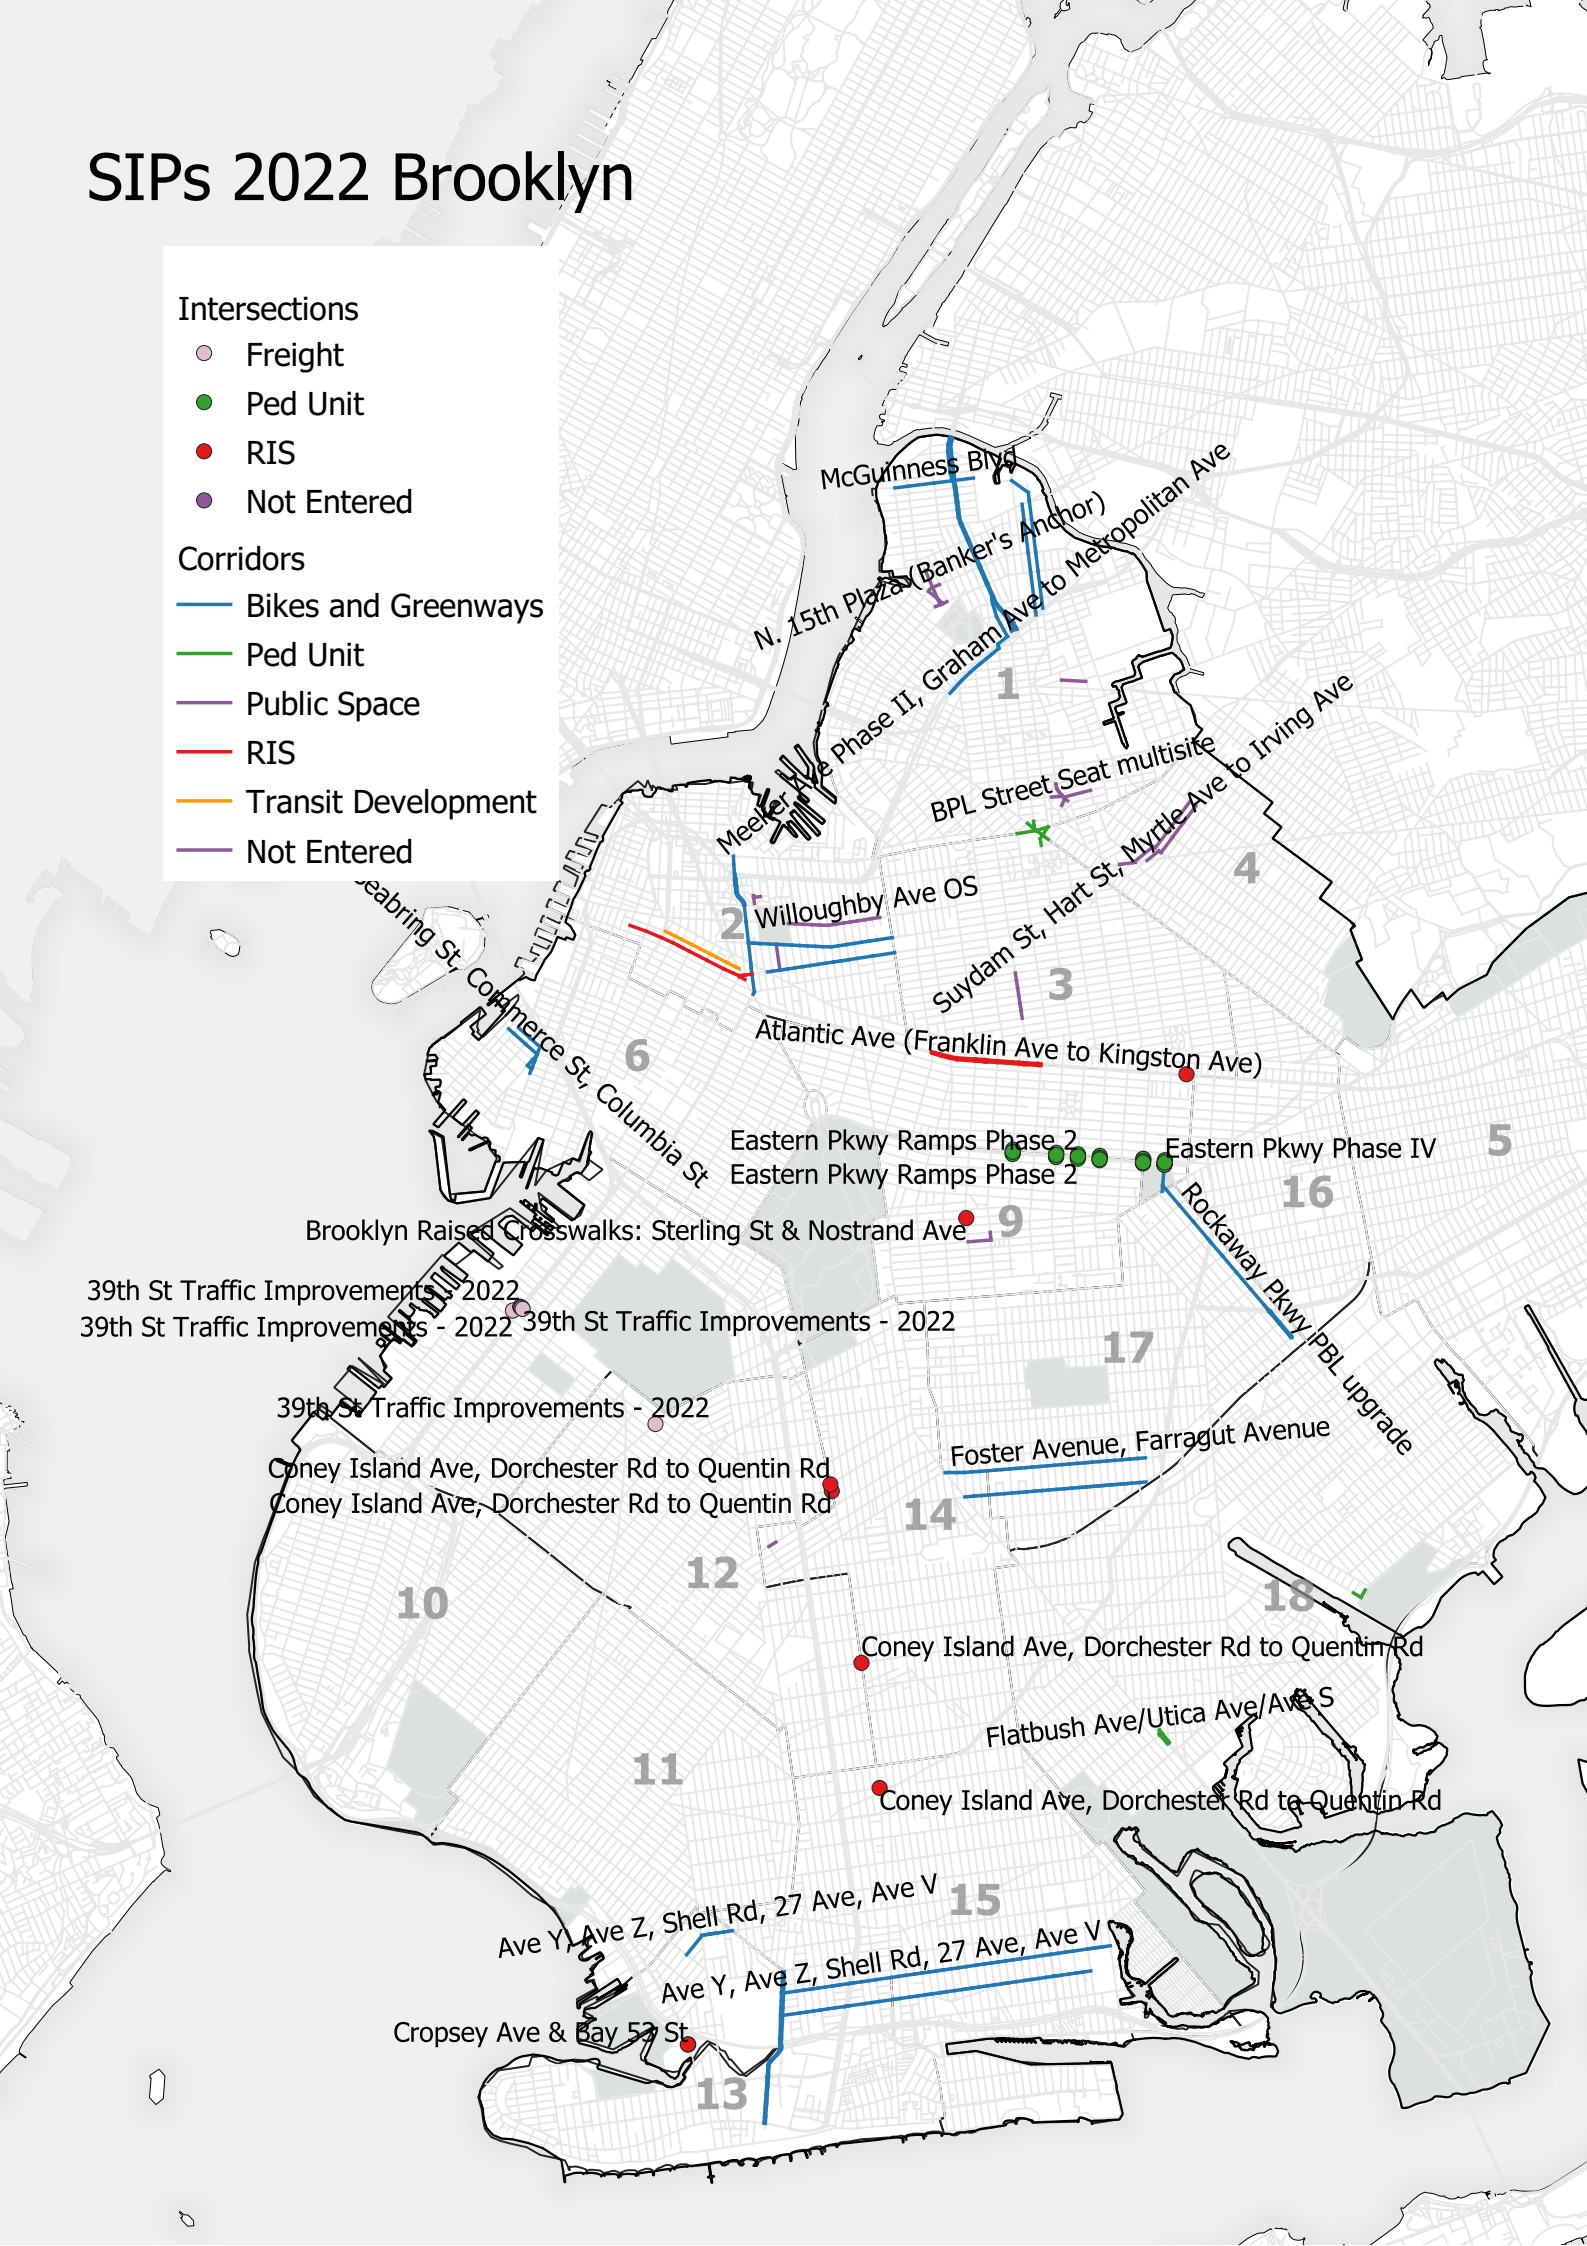 SIPs 2022 Brooklyn
Intersections
Freight
Ped Unit
RIS
Not Entered
Corridors
Bikes and Greenways
Ped Unit
Public Space
RIS
Transit Development
Not Entered
McGuinness Blvd
N. 15th Plaza (Banker's Anchor)
Meeker Ave Phase II, Graham Ave to Metropolitan Ave
1
BPL Street Seat multisite
Suydam St, Hart St, Myrtle Ave to Irving Ave
4
Willoughby Ave OS
2
3
Seabring St, Commerce St, Columbia St
Atlantic Ave (Franklin Ave to Kingston Ave)
6
Eastern Pkwy Ramps Phase 2
Eastern Pkwy Phase IV
5
Eastern Pkwy Ramps Phase 2
16
Rockaway Pkwy PBL upgrade
Brooklyn Raised Crosswalks: Sterling St & Nostrand Ave
9
39th St Traffic Improvements - 2022
39th St Traffic Improvements - 2022
39th St Traffic Improvements - 2022
17
39th St Traffic Improvements - 2022
Foster Avenue, Farragut Avenue
Coney Island Ave, Dorchester Rd to Quentin Rd
Coney Island Ave, Dorchester Rd to Quentin Rd
14
12
10
18
Coney Island Ave, Dorchester Rd to Quentin Rd
Flatbush Ave/Utica Ave/Ave S
11
Coney Island Ave, Dorchester Rd to Quentin Rd
15
Ave Y, Ave Z, Shell Rd, 27 Ave, Ave V
Ave Y, Ave Z, Shell Rd, 27 Ave, Ave V
Cropsey Ave & Bay 53 St
13